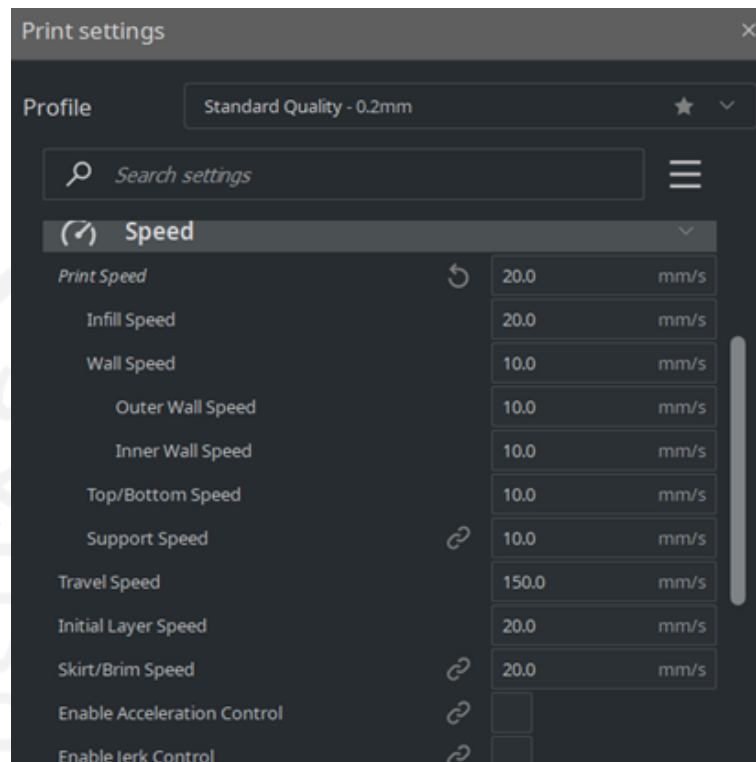 Print settings ×
Profile Standard Quality - 0.2mm
Search settings
Speed
Print Speed 20.0 mm/s
Infill Speed 20.0 mm/s
Wall Speed 10.0 mm/s
Outer Wall Speed 10.0 mm/s
Inner Wall Speed 10.0 mm/s
Top/Bottom Speed 10.0 mm/s
Support Speed 10.0 mm/s
Travel Speed 150.0 mm/s
Initial Layer Speed 20.0 mm/s
Skirt/Brim Speed 20.0 mm/s
Enable Acceleration Control
Enable Jerk Control